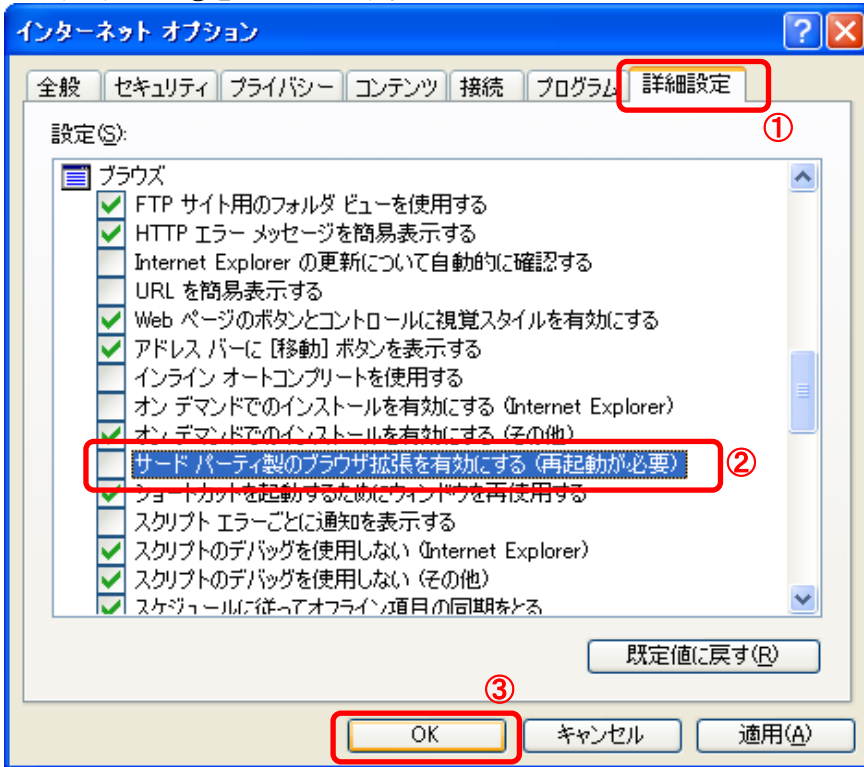 インターネット オプション
全般 セキュリティ プライバシー コンテンツ 接続 プログラム 詳細設定
①
設定(S):
ブラウズ
FTP サイト用のフォルダ ビューを使用する
HTTP エラー メッセージを簡易表示する
Internet Explorer の更新について自動的に確認する
URL を簡易表示する
Web ページのボタンとコントロールに視覚スタイルを有効にする
アドレス バーに [移動] ボタンを表示する
インライン オートコンプリートを使用する
オン デマンドでのインストールを有効にする (Internet Explorer)
オン デマンドでのインストールを有効にする (その他)
サード パーティ製のブラウザ拡張を有効にする (再起動が必要) ②
ショートカットを起動するためにウィンドウを再使用する
スクリプト エラーごとに通知を表示する
スクリプトのデバッグを使用しない (Internet Explorer)
スクリプトのデバッグを使用しない (その他)
スケジュールに従ってオフライン項目の同期をとる
既定値に戻す(R)
③
OK キャンセル 適用(A)